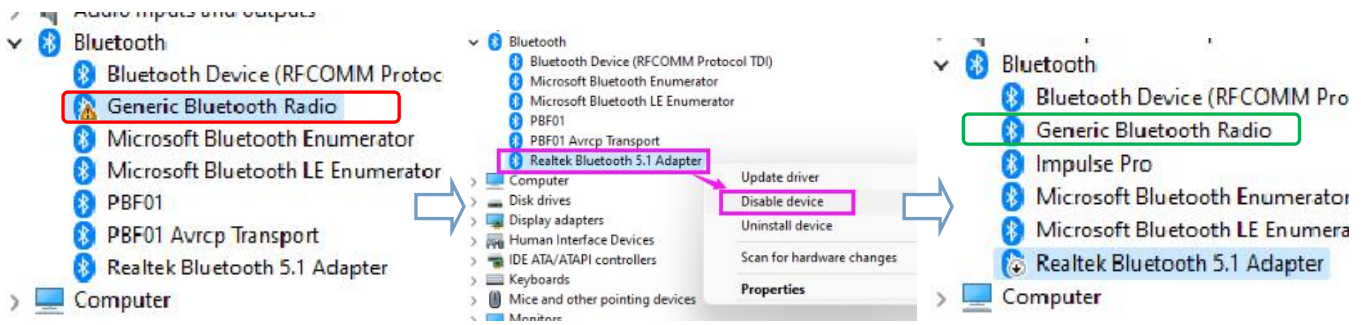 Audio inputs and outputs
Bluetooth
Bluetooth Device (RFCOMM Protoc
Generic Bluetooth Radio
Microsoft Bluetooth Enumerator
Microsoft Bluetooth LE Enumerator
PBF01
PBF01 Avrcp Transport
Realtek Bluetooth 5.1 Adapter
Computer
Bluetooth
Bluetooth Device (RFCOMM Protocol TDI)
Microsoft Bluetooth Enumerator
Microsoft Bluetooth LE Enumerator
PBF01
PBF01 Avrcp Transport
Realtek Bluetooth 5.1 Adapter
Computer
Disk drives
Display adapters
Human Interface Devices
IDE ATA/ATAPI controllers
Keyboards
Mice and other pointing devices
Monitors
Update driver
Disable device
Uninstall device
Scan for hardware changes
Properties
Bluetooth
Bluetooth Device (RFCOMM Pro
Generic Bluetooth Radio
Impulse Pro
Microsoft Bluetooth Enumerator
Microsoft Bluetooth LE Enumera
Realtek Bluetooth 5.1 Adapter
Computer